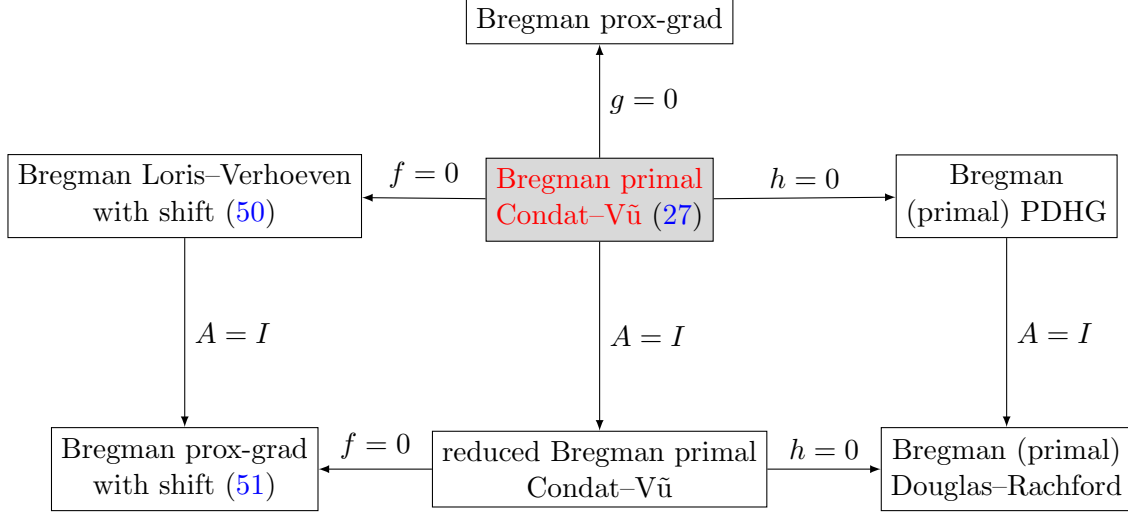 Bregman prox-grad
g = 0
Bregman Loris–Verhoeven
with shift (50)
f = 0
Bregman primal
Condat–Vũ (27)
h = 0
Bregman
(primal) PDHG
A = I
A = I
A = I
Bregman prox-grad
with shift (51)
f = 0
reduced Bregman primal
Condat–Vũ
h = 0
Bregman (primal)
Douglas–Rachford